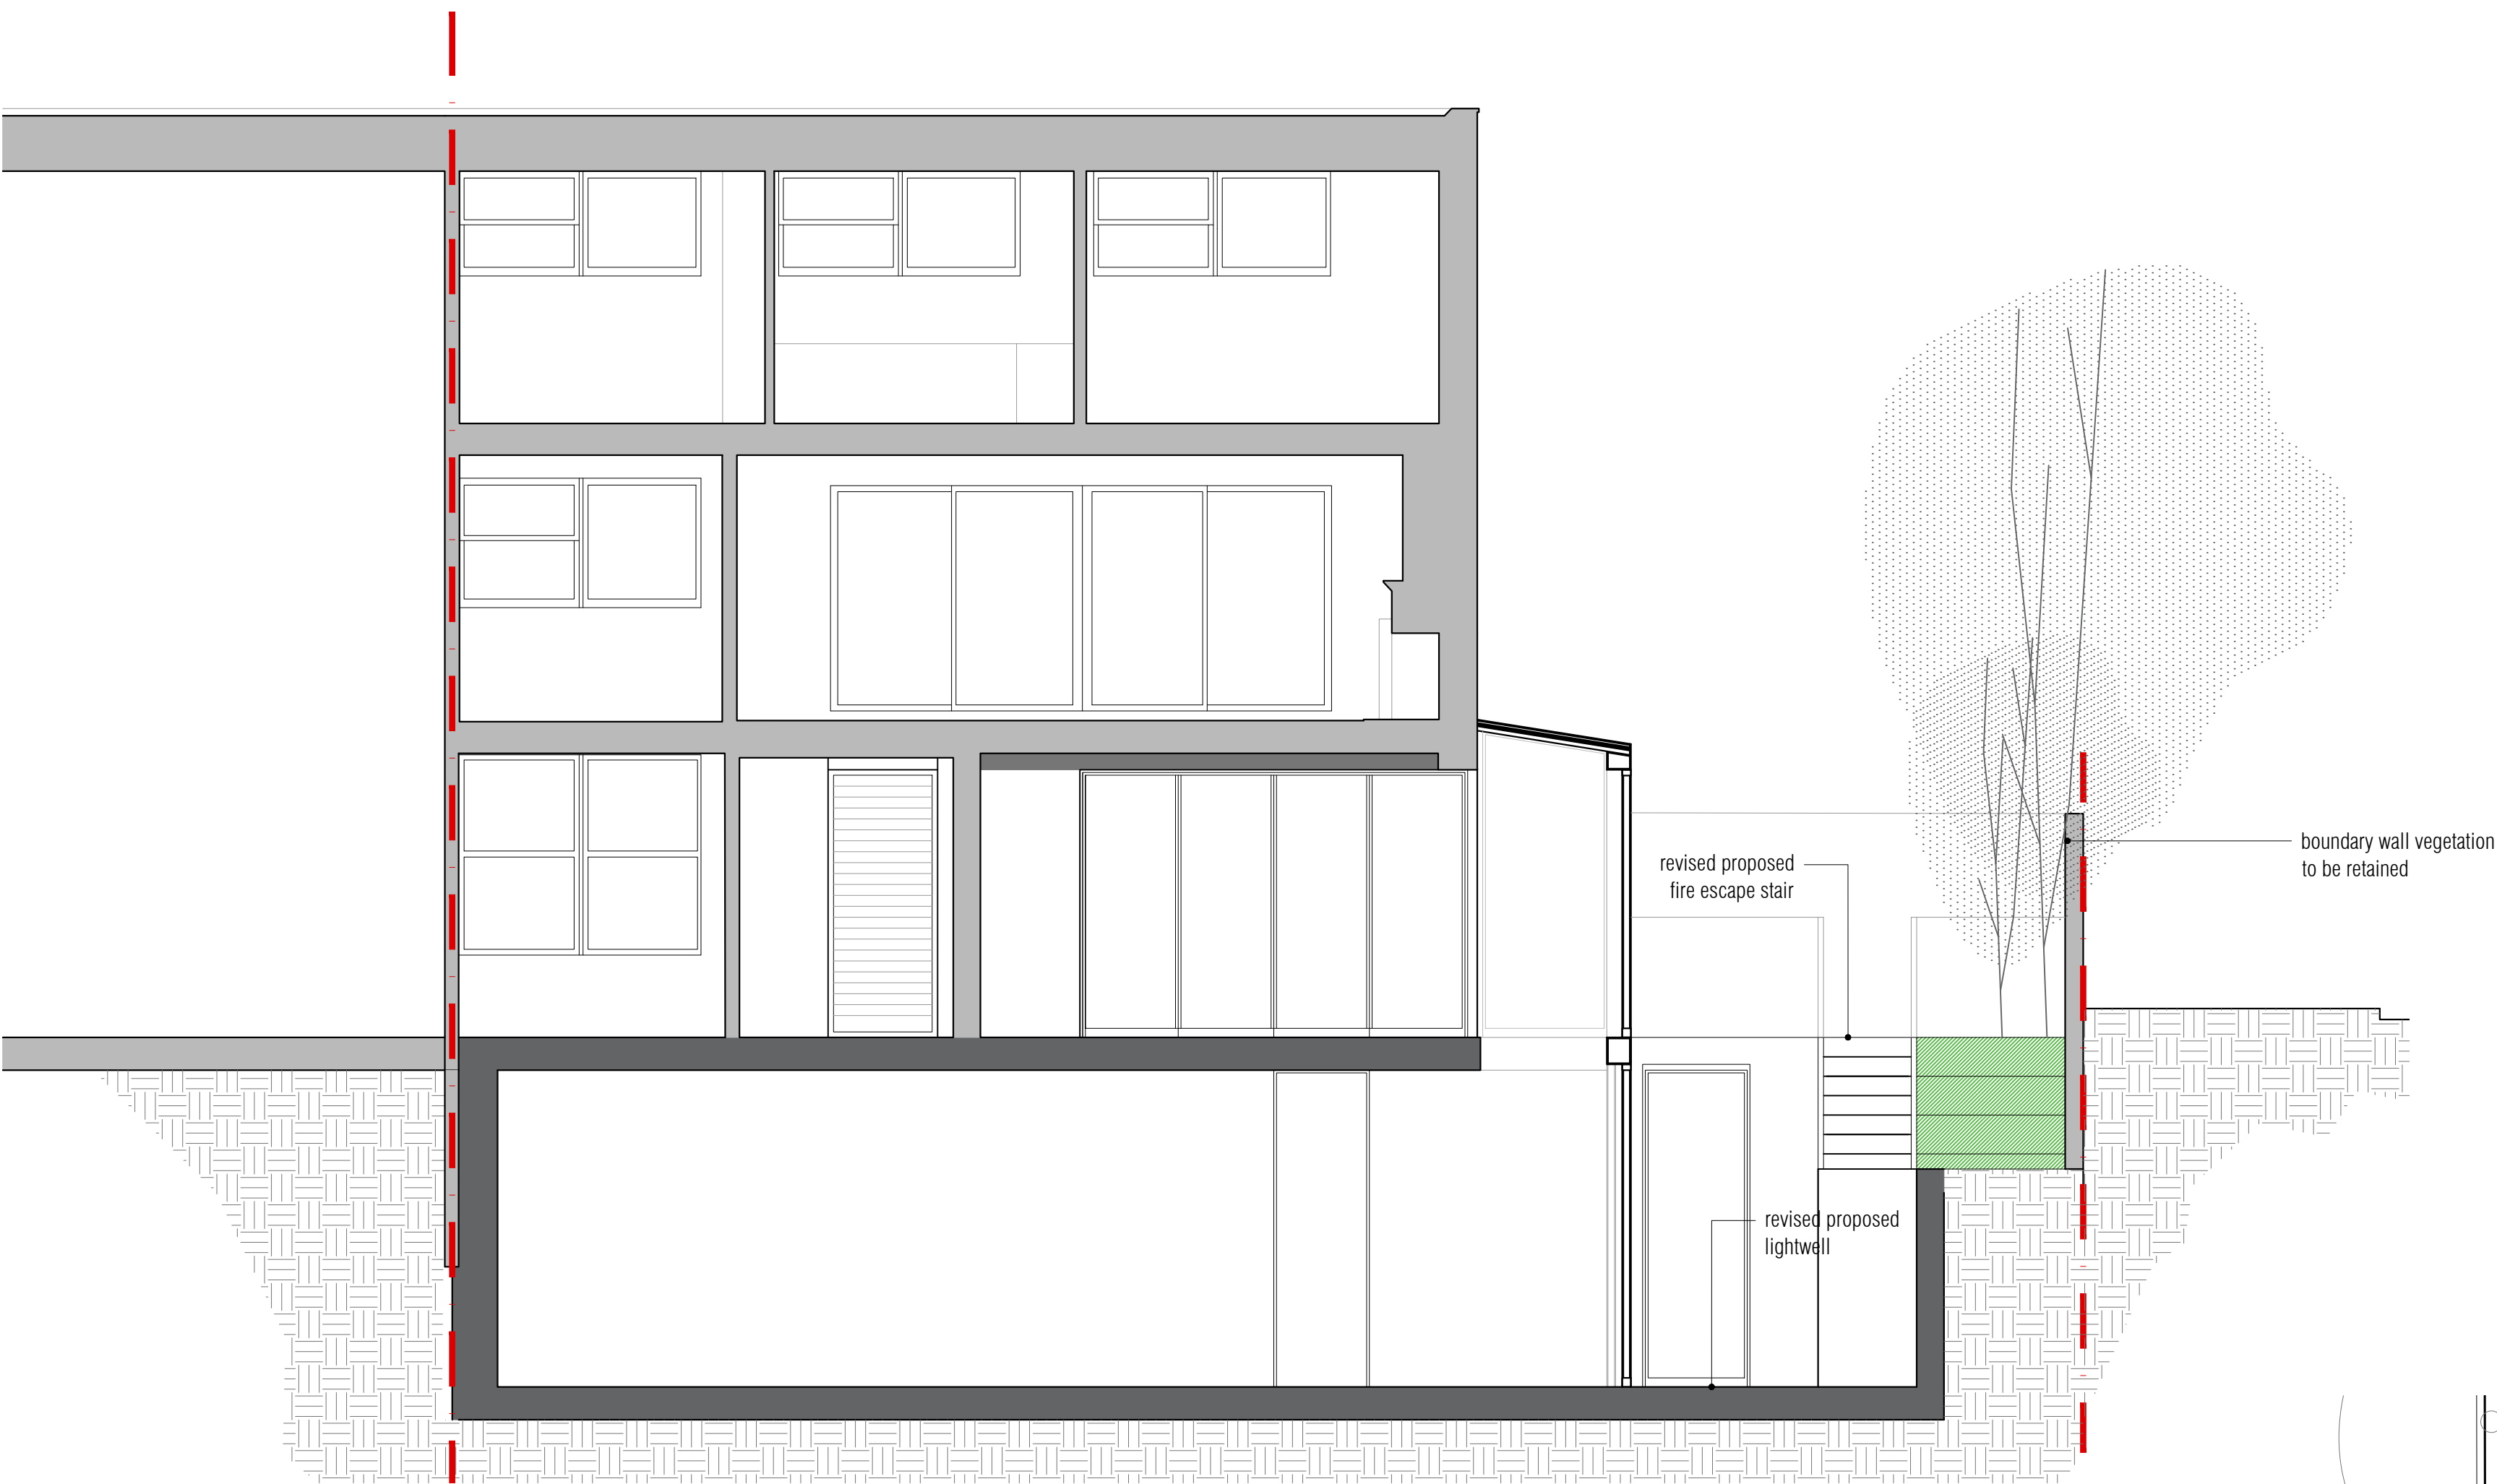 revised proposed
fire escape stair
boundary wall vegetation
to be retained
revised proposed
lightwell